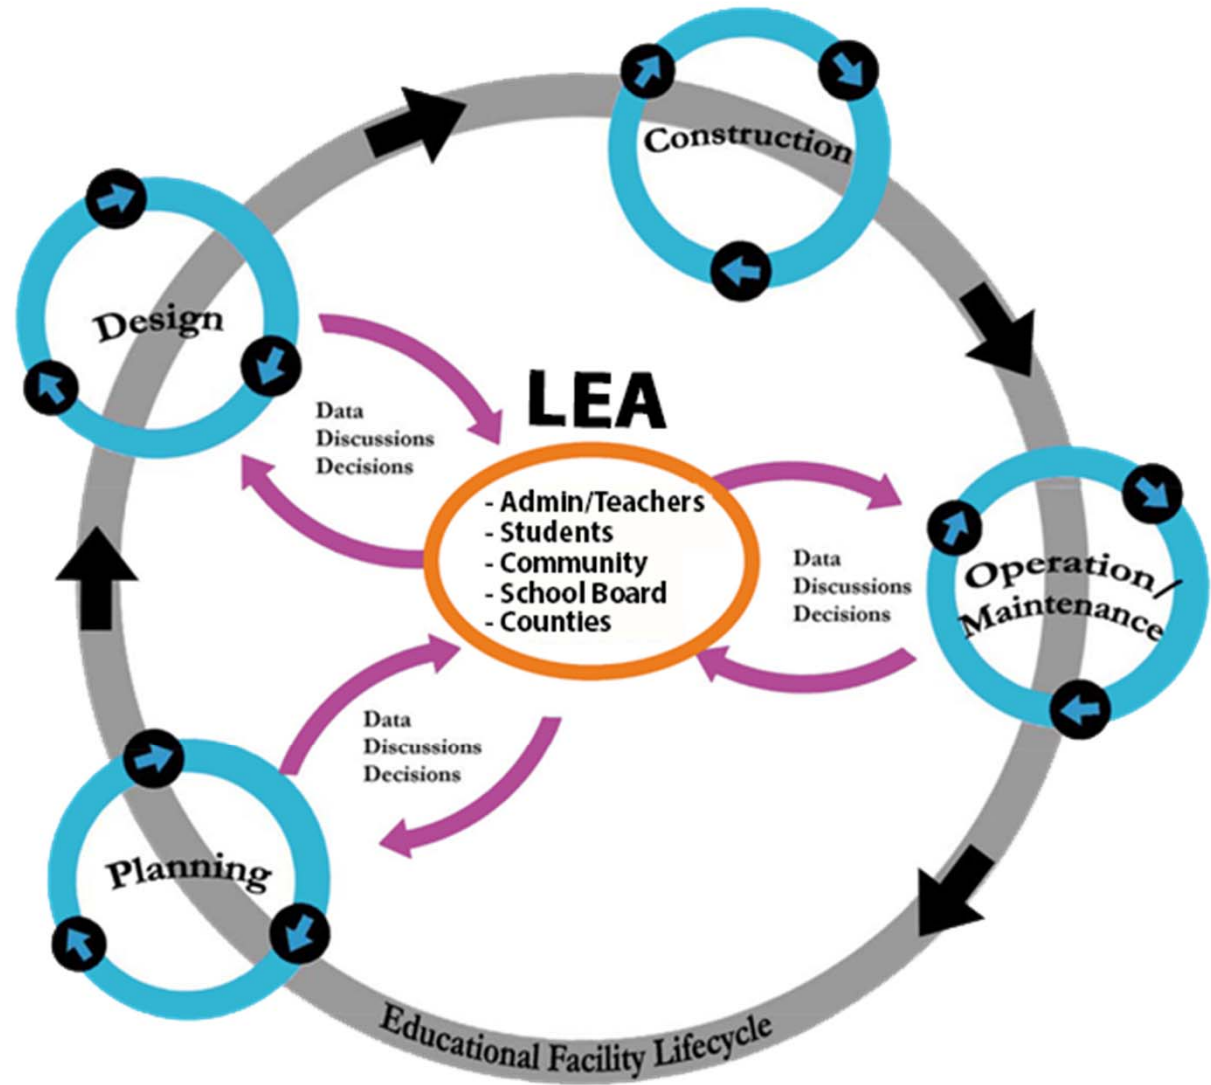 Construction
Design
Data
Discussions
Decisions
LEA
- Admin/Teachers
- Students
- Community
- School Board
- Counties
Data
Discussions
Decisions
Operation/
Maintenance
Data
Discussions
Decisions
Planning
Educational Facility Lifecycle